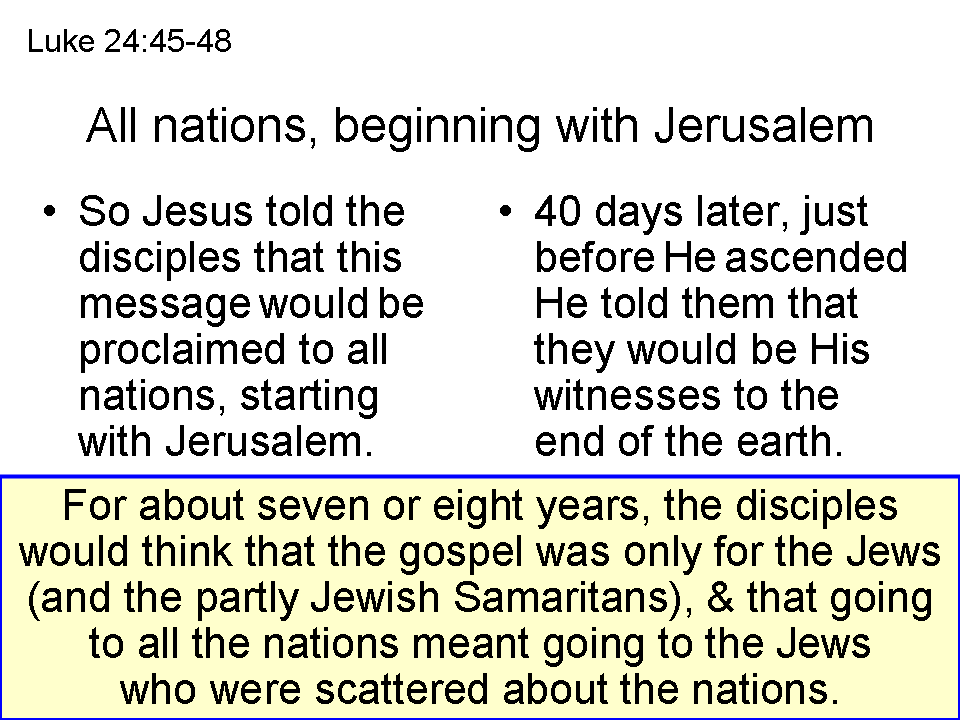 Luke 24:45-48
All nations, beginning with Jerusalem
• So Jesus told the
disciples that this
message would be
proclaimed to all
nations, starting
with Jerusalem.
• 40 days later, just
before He ascended
He told them that
they would be His
witnesses to the
end of the earth.
For about seven or eight years, the disciples
would think that the gospel was only for the Jews
(and the partly Jewish Samaritans), & that going
to all the nations meant going to the Jews
who were scattered about the nations.